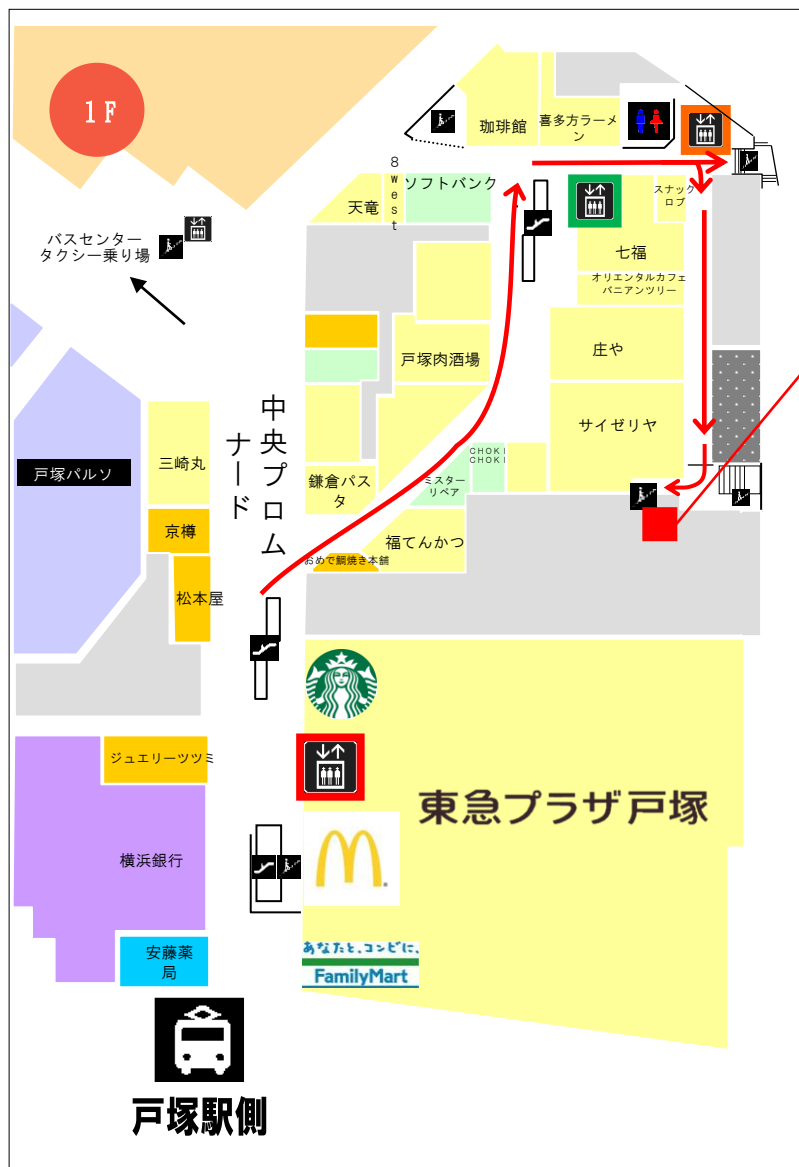 1F
珈琲館
喜多方ラーメ
ン
8west
ソフトバンク
天竜
スナック
ロブ
バスセンター
タクシー乗り場
七福
オリエンタルカフェ
バニアンツリー
戸塚肉酒場
庄や
中央プロム
ナード
サイゼリヤ
三崎丸
戸塚パルソ
CHOKI
CHOKI
鎌倉パス
タ
ミスター
リペア
京樽
福てんかつ
おめで鯛焼き本舗
松本屋
ジュエリーツツミ
東急プラザ戸塚
横浜銀行
あなたと、コンビに、
FamilyMart
安藤薬
局
戸塚駅側